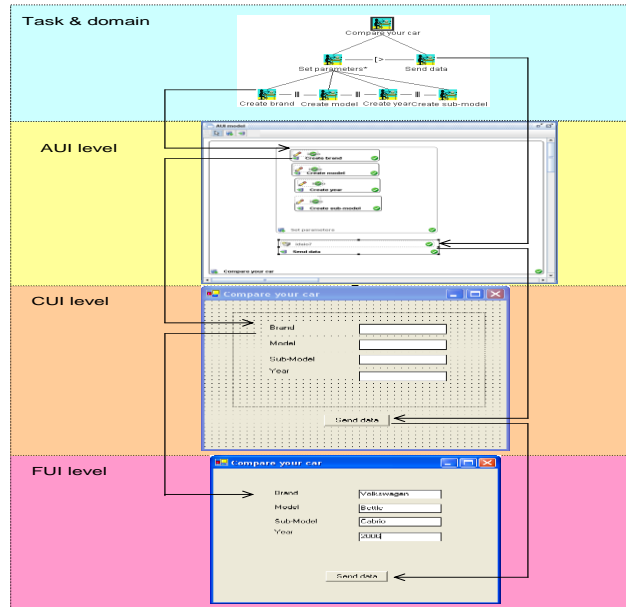 Task & domain
Compare your car
[>
Set parameters*
Send data
III
III
III
Create brand
Create model
Create year
Create sub-model
AUI level
AUI model
Create brand
Create model
Create year
Create sub-model
Set parameters
Send data
Compare your car
CUI level
Compare your car
Brand
Model
Sub-Model
Year
Send data
FUI level
Compare your car
Brand
Volkswagen
Model
Bettle
Sub-Model
Cabrio
Year
2000
Send data